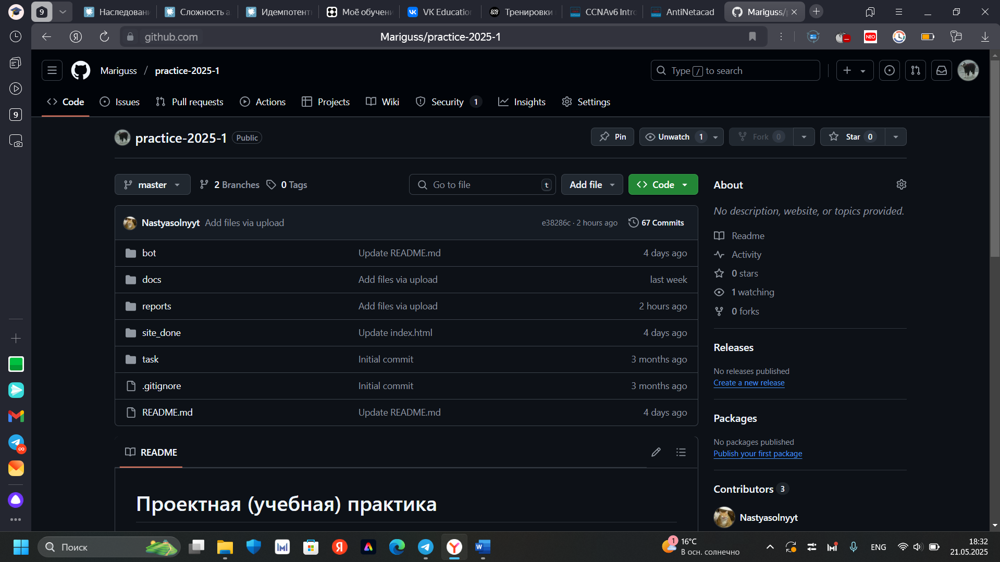 9
Наследовани
Сложность а
Идемпотент
Моё обучени
VK Education
Тренировки
CCNAv6 Intro
AntiNetacad
Mariguss/p
github.com
Mariguss/practice-2025-1
NEO
Mariguss / practice-2025-1
Type / to search
Code
Issues
Pull requests
Actions
Projects
Wiki
Security 1
Insights
Settings
9
practice-2025-1 Public
Pin
Unwatch 1
Fork 0
Star 0
master
2 Branches
0 Tags
Go to file t
Add file
Code
Nastyasolnyyt Add files via upload
e38286c · 2 hours ago
67 Commits
bot Update README.md 4 days ago
docs Add files via upload last week
reports Add files via upload 2 hours ago
site_done Update index.html 4 days ago
task Initial commit 3 months ago
.gitignore Initial commit 3 months ago
README.md Update README.md 4 days ago
README
Проектная (учебная) практика
About
No description, website, or topics provided.
Readme
Activity
0 stars
1 watching
0 forks
Releases
No releases published
Create a new release
Packages
No packages published
Publish your first package
Contributors 3
Nastyasolnyyt
Поиск
1
16°C
В осн. солнечно
ENG
18:32
21.05.2025